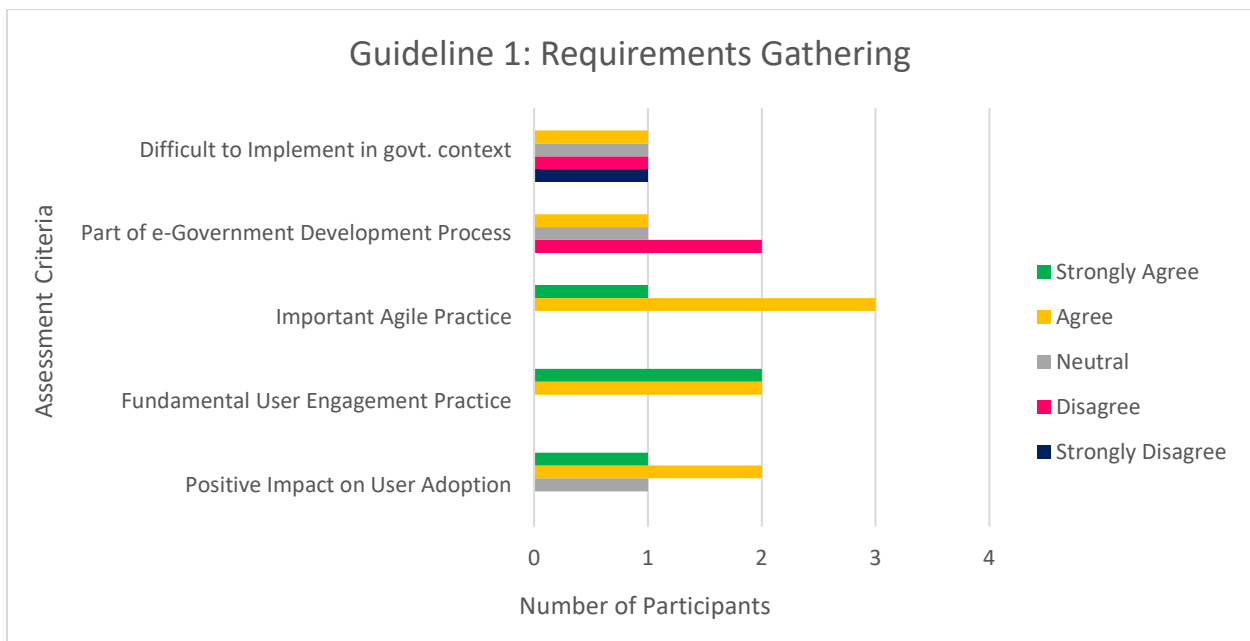 Guideline 1: Requirements Gathering
Assessment Criteria
Difficult to Implement in govt. context
Part of e-Government Development Process
Important Agile Practice
Fundamental User Engagement Practice
Positive Impact on User Adoption
0 1 2 3 4
Number of Participants
Strongly Agree
Agree
Neutral
Disagree
Strongly Disagree